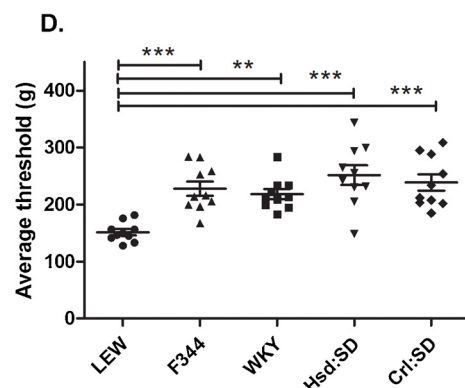 D.
***
**
***
***
Average threshold (g)
400
300
200
100
0
LEW
F344
WKY
Hsd:SD
Crl:SD